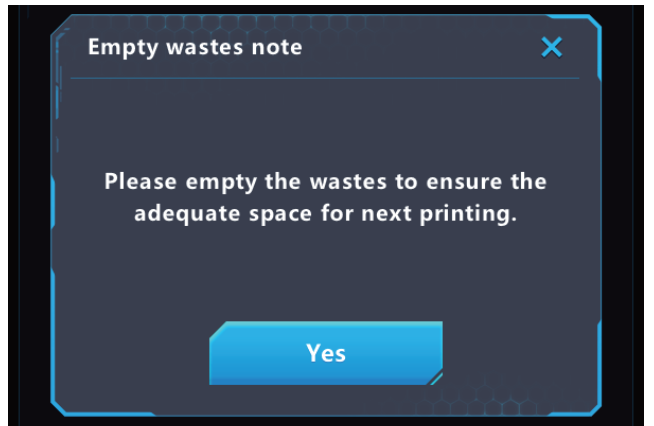 Empty wastes note
Please empty the wastes to ensure the
adequate space for next printing.
Yes